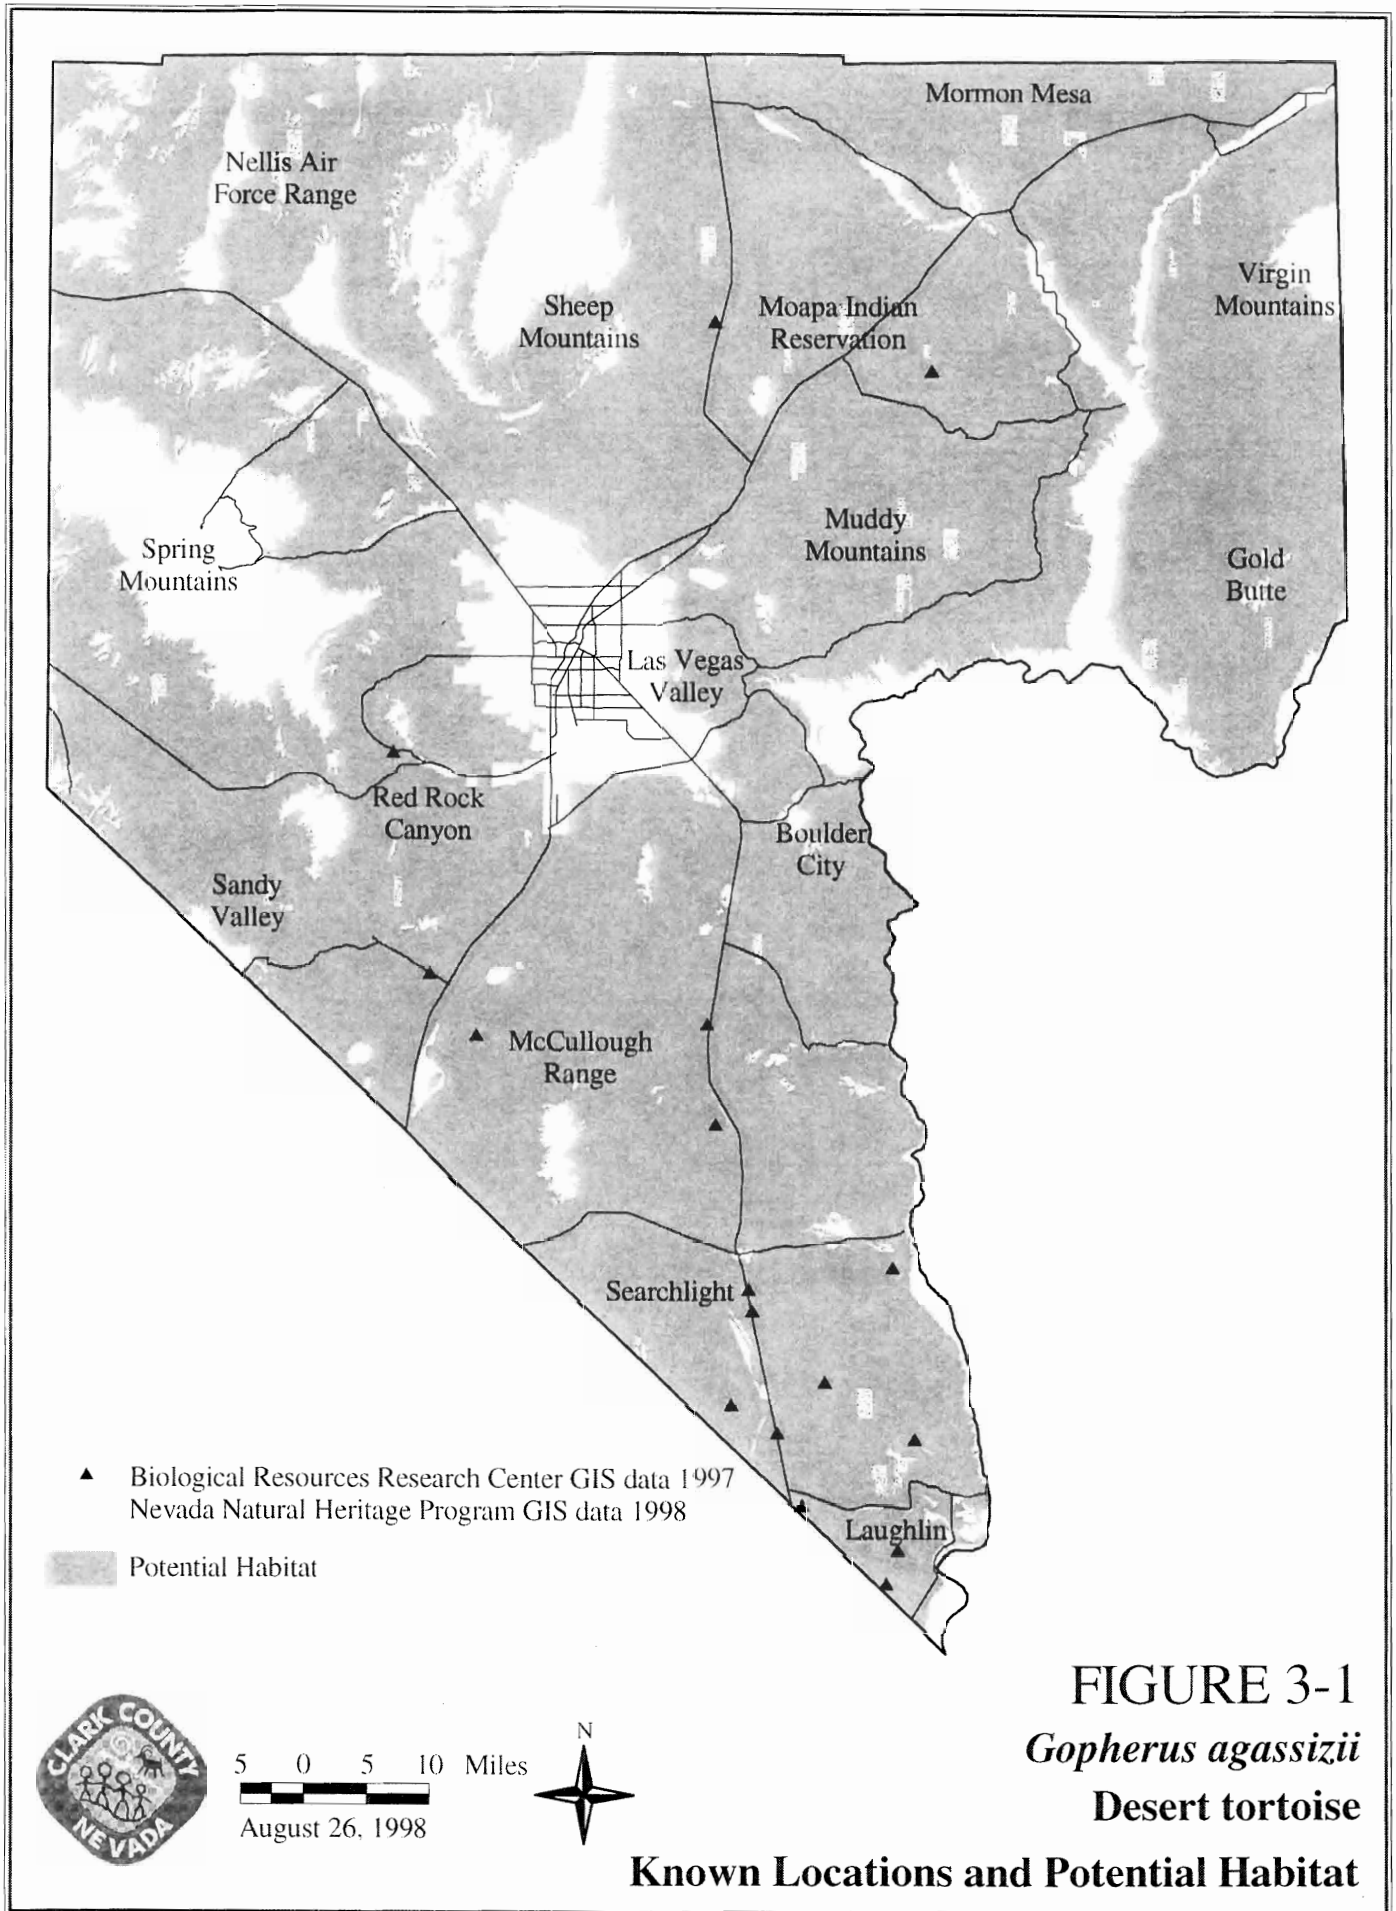 Mormon Mesa
Nellis Air
Force Range
Virgin
Mountains
Sheep
Mountains
Moapa Indian
Reservation
Muddy
Mountains
Spring
Mountains
Gold
Butte
Las Vegas
Valley
Red Rock
Canyon
Boulder
City
Sandy
Valley
McCullough
Range
Searchlight
Laughlin
Biological Resources Research Center GIS data 1997
Nevada Natural Heritage Program GIS data 1998
Potential Habitat
CLARK COUNTY
NEVADA
5 0 5 10 Miles
August 26, 1998
N
FIGURE 3-1
Gopherus agassizii
Desert tortoise
Known Locations and Potential Habitat